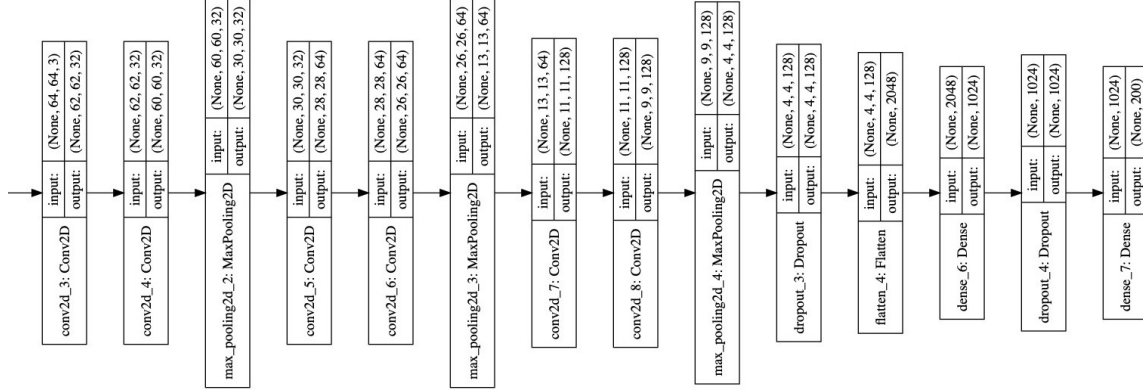 conv2d_3: Conv2D
input: (None, 64, 64, 3)
output: (None, 62, 62, 32)
conv2d_4: Conv2D
input: (None, 62, 62, 32)
output: (None, 60, 60, 32)
max_pooling2d_2: MaxPooling2D
input: (None, 60, 60, 32)
output: (None, 30, 30, 32)
conv2d_5: Conv2D
input: (None, 30, 30, 32)
output: (None, 28, 28, 64)
conv2d_6: Conv2D
input: (None, 28, 28, 64)
output: (None, 26, 26, 64)
max_pooling2d_3: MaxPooling2D
input: (None, 26, 26, 64)
output: (None, 13, 13, 64)
conv2d_7: Conv2D
input: (None, 13, 13, 64)
output: (None, 11, 11, 128)
conv2d_8: Conv2D
input: (None, 11, 11, 128)
output: (None, 9, 9, 128)
max_pooling2d_4: MaxPooling2D
input: (None, 9, 9, 128)
output: (None, 4, 4, 128)
dropout_3: Dropout
input: (None, 4, 4, 128)
output: (None, 4, 4, 128)
flatten_4: Flatten
input: (None, 4, 4, 128)
output: (None, 2048)
dense_6: Dense
input: (None, 2048)
output: (None, 1024)
dropout_4: Dropout
input: (None, 1024)
output: (None, 1024)
dense_7: Dense
input: (None, 1024)
output: (None, 200)